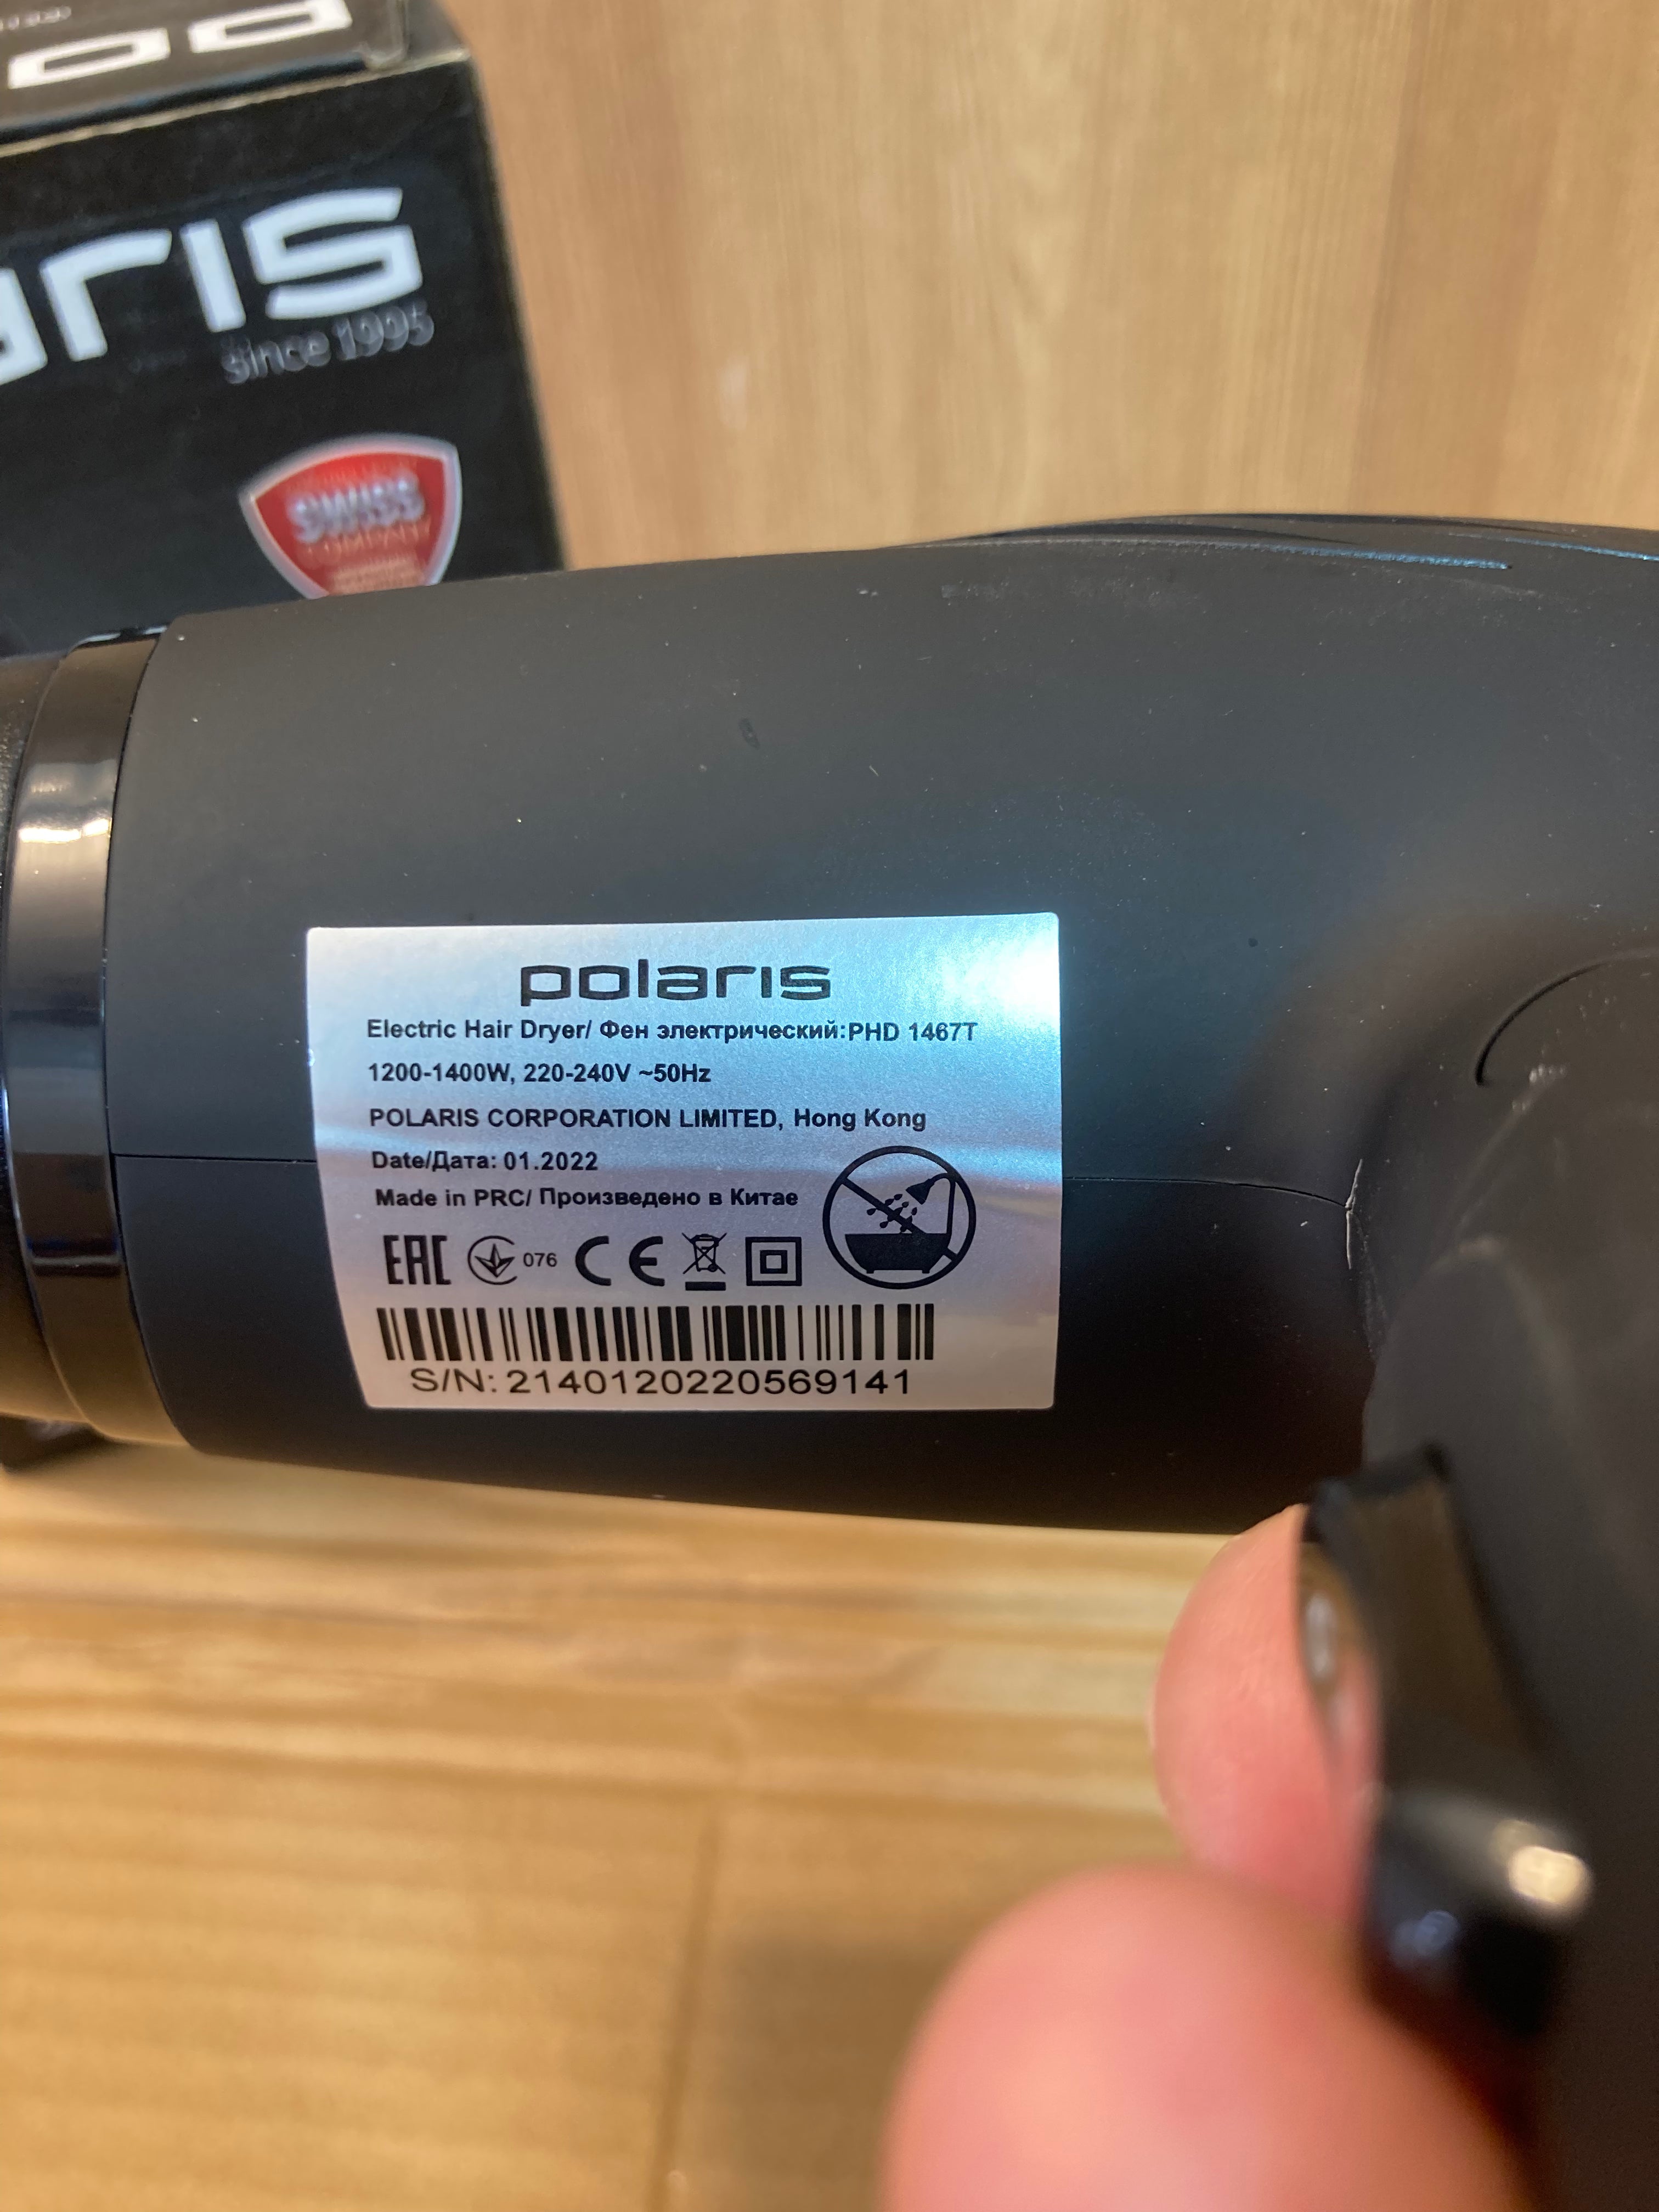 aris
since 1995
SWISS
COMPANY
polaris
Electric Hair Dryer/ Фен электрический:PHD 1467T
1200-1400W, 220-240V ~50Hz
POLARIS CORPORATION LIMITED, Hong Kong
Date/Дата: 01.2022
Made in PRC/ Произведено в Китае
EAC 076 CE
S/N: 2140120220569141